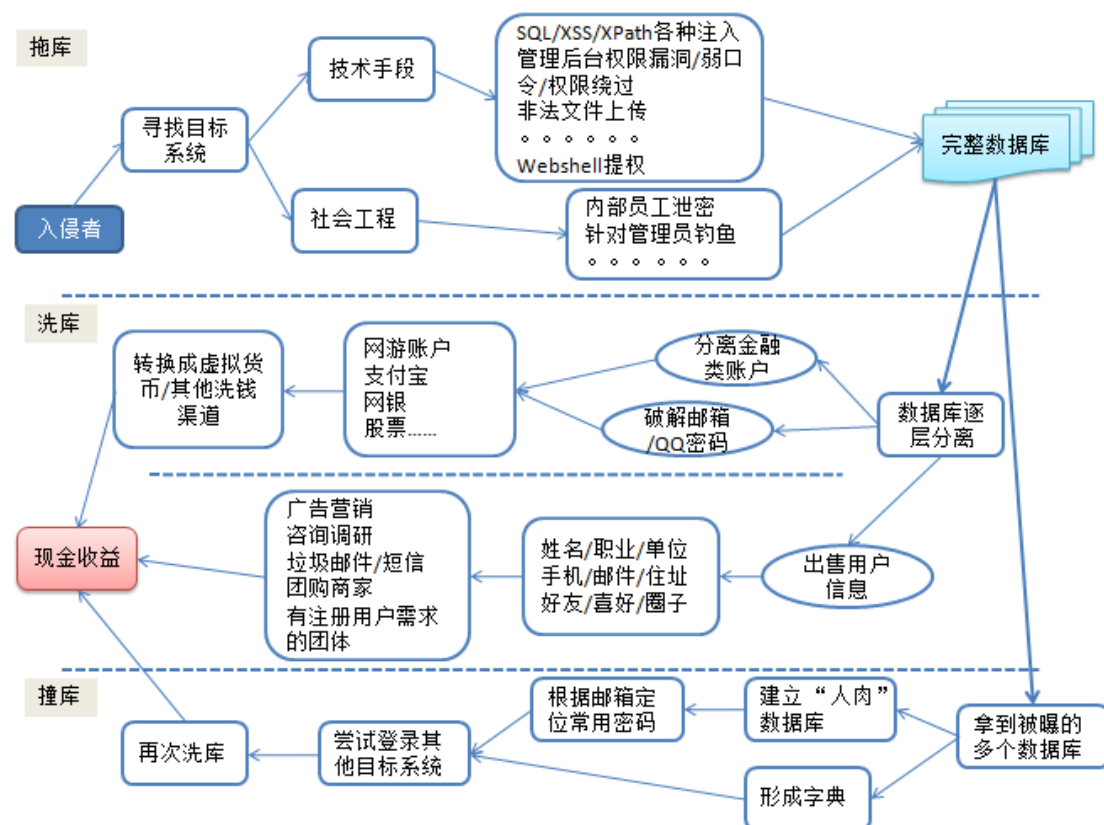 拖库
技术手段
SQL/XSS/XPath各种注入
管理后台权限漏洞/弱口
令/权限绕过
非法文件上传
。。。。。。
Webshell提权
寻找目标
系统
完整数据库
入侵者
社会工程
内部员工泄密
针对管理员钓鱼
。。。。。。
洗库
转换成虚拟货
币/其他洗钱
渠道
网游账户
支付宝
网银
股票……
分离金融
类账户
破解邮箱
/QQ密码
数据库逐
层分离
现金收益
广告营销
咨询调研
垃圾邮件/短信
团购商家
有注册用户需求
的团体
姓名/职业/单位
手机/邮件/住址
好友/喜好/圈子
出售用户
信息
撞库
再次洗库
尝试登录其
他目标系统
根据邮箱定
位常用密码
建立“人肉”
数据库
形成字典
拿到被曝的
多个数据库